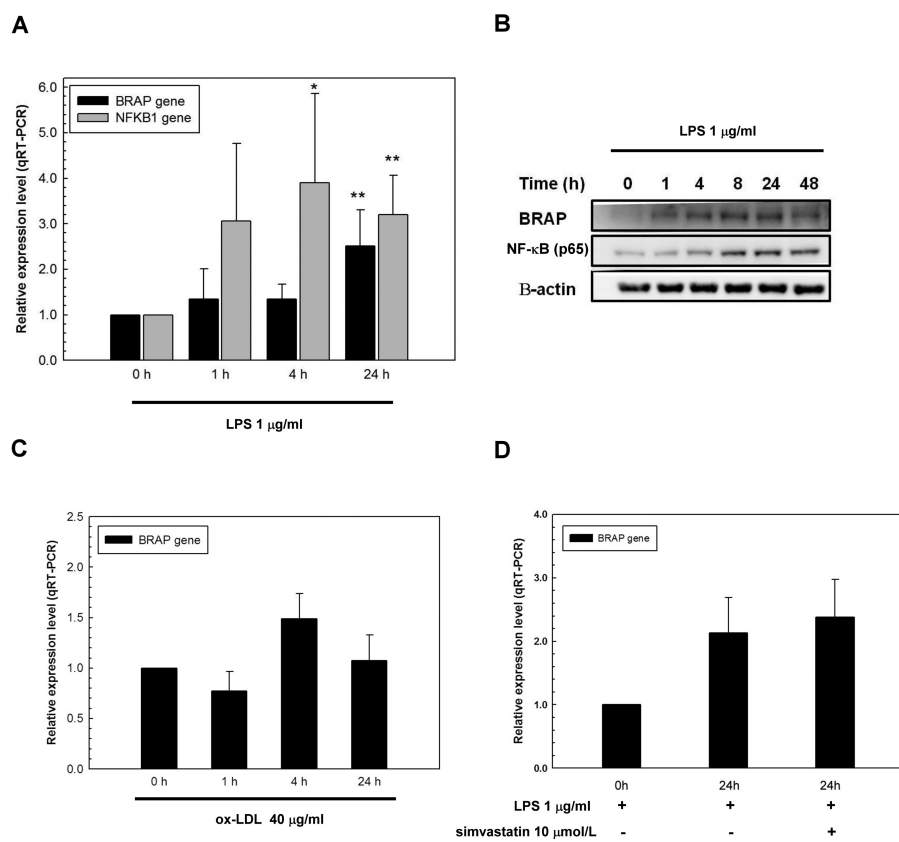 A
Relative expression level (qRT-PCR)
6.0
5.0
4.0
3.0
2.0
1.0
0.0
BRAP gene
NFKB1 gene
*
**
**
0 h 1 h 4 h 24 h
LPS 1 μg/ml
B
LPS 1 μg/ml
Time (h) 0 1 4 8 24 48
BRAP
NF-κB (p65)
Β-actin
C
Relative expression level (qRT-PCR)
2.5
2.0
1.5
1.0
0.5
0.0
BRAP gene
0 h 1 h 4 h 24 h
ox-LDL 40 μg/ml
D
Relative expression level (qRT-PCR)
4.0
3.0
2.0
1.0
0.0
BRAP gene
0h 24h 24h
LPS 1 μg/ml + + +
simvastatin 10 μmol/L - - +